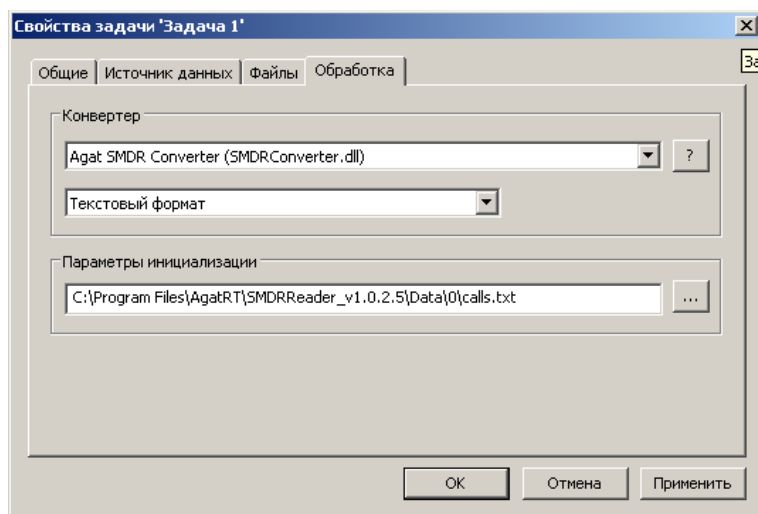 Свойства задачи 'Задача 1'
За
Общие Источник данных Файлы Обработка
Конвертер
Agat SMDR Converter (SMDRConverter.dll) ?
Текстовый формат
Параметры инициализации
C:\Program Files\AgatRT\SMDRReader_v1.0.2.5\Data\0\calls.txt ...
OK Отмена Применить